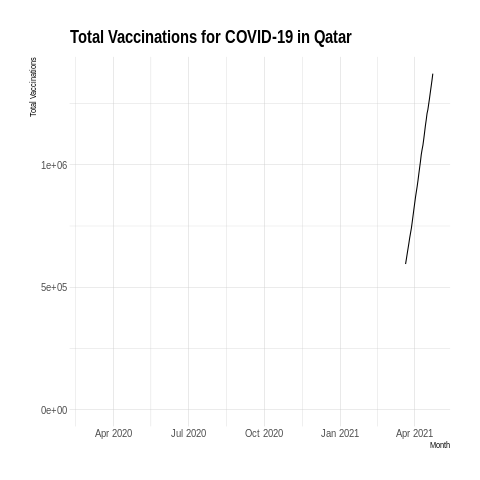 Total Vaccinations for COVID-19 in Qatar
Total Vaccinations
1e+06
5e+05
0e+00
Apr 2020 Jul 2020 Oct 2020 Jan 2021 Apr 2021
Month